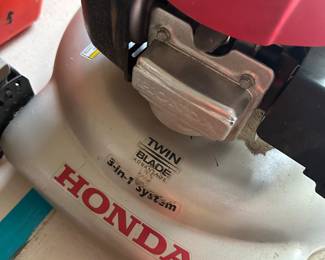 TWIN
BLADE
3-in-1 System
HONDA